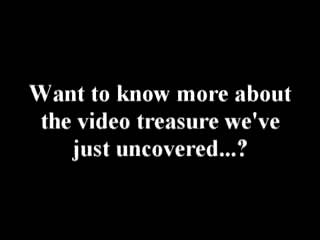 Want to know more about
the video treasure we've
just uncovered...?